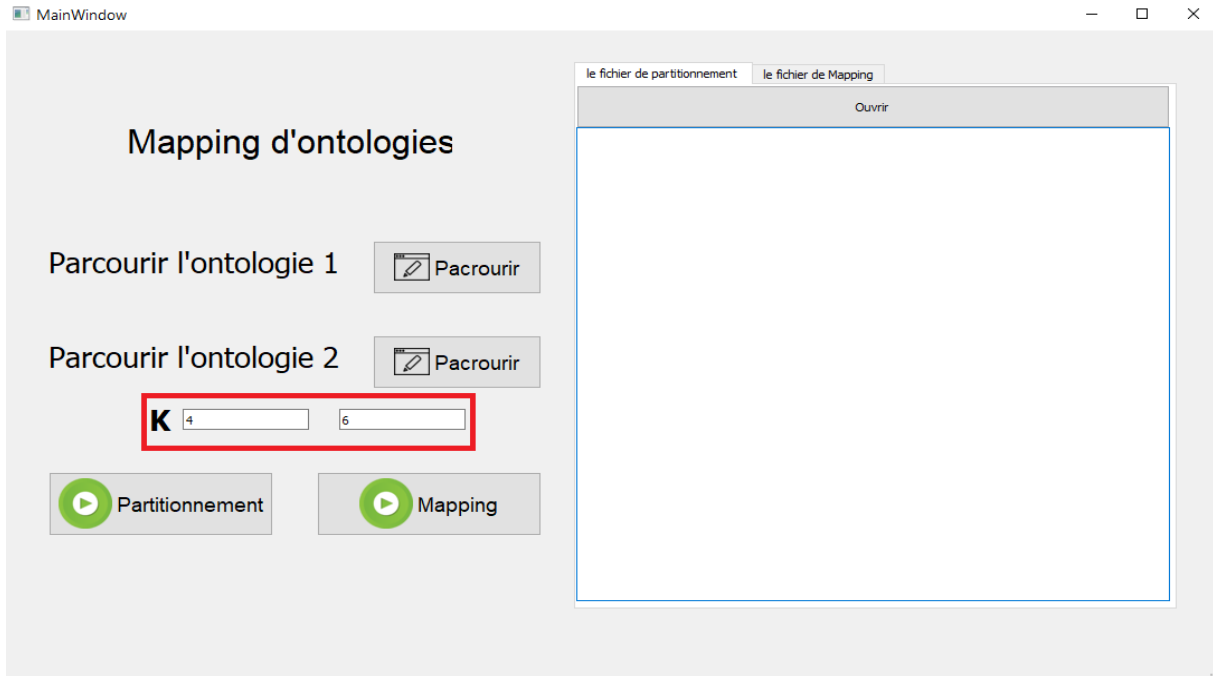 MainWindow
le fichier de partitionnement
le fichier de Mapping
Ouvrir
Mapping d'ontologies
Parcourir l'ontologie 1
Pacrourir
Parcourir l'ontologie 2
Pacrourir
K 4 6
Partitionnement
Mapping